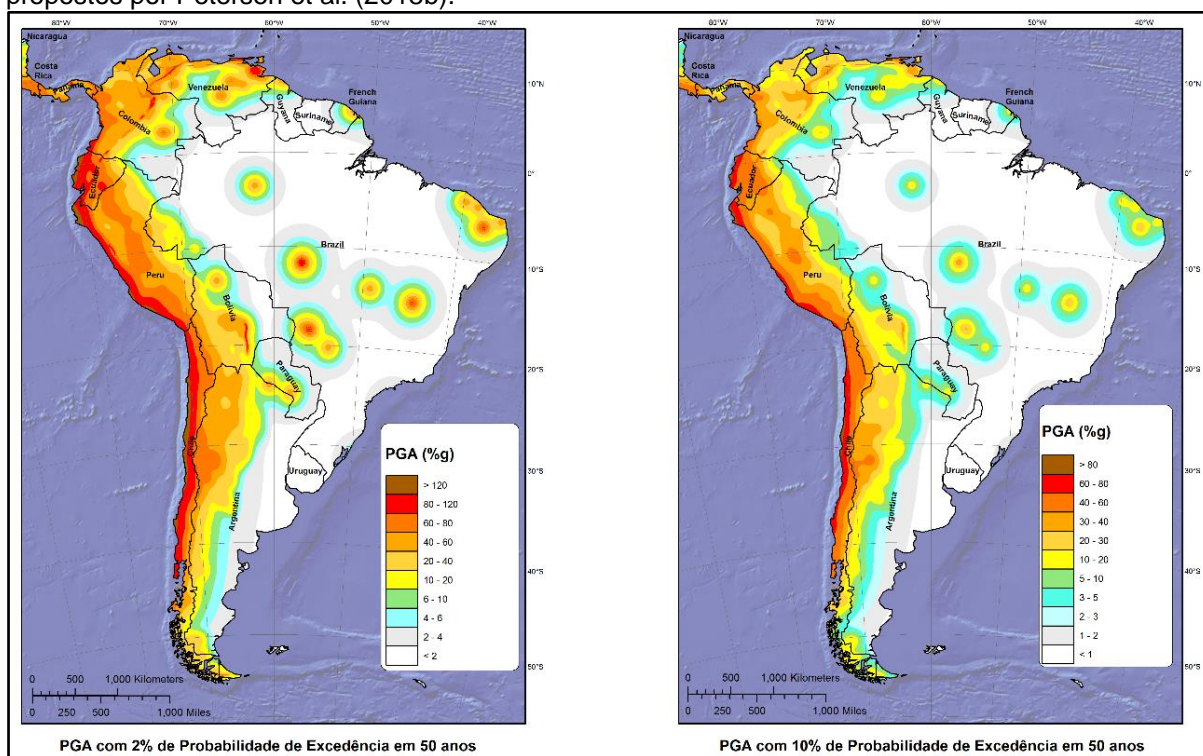 propostos por Peterson et al. (2018b).
80°W 70°W 60°W 50°W 40°W
Nicaragua
Costa
Rica
Panama
Venezuela
Guyana
Suriname
French
Guiana
Colombia
Ecuador
Peru
Brazil
Bolivia
Paraguay
Chile
Argentina
Uruguay
10°N
0°
10°S
20°S
30°S
40°S
50°S
PGA (%g)
> 120
80 - 120
60 - 80
40 - 60
20 - 40
10 - 20
6 - 10
4 - 6
2 - 4
< 2
0 500 1,000 Kilometers
0 250 500 1,000 Miles
PGA com 2% de Probabilidade de Excedência em 50 anos
80°W 70°W 60°W 50°W 40°W
Nicaragua
Costa
Rica
Panama
Venezuela
Guyana
Suriname
French
Guiana
Colombia
Ecuador
Peru
Brazil
Bolivia
Paraguay
Chile
Argentina
Uruguay
10°N
0°
10°S
20°S
30°S
40°S
50°S
PGA (%g)
> 80
60 - 80
40 - 60
30 - 40
20 - 30
10 - 20
5 - 10
3 - 5
2 - 3
1 - 2
< 1
0 500 1,000 Kilometers
0 250 500 1,000 Miles
PGA com 10% de Probabilidade de Excedência em 50 anos